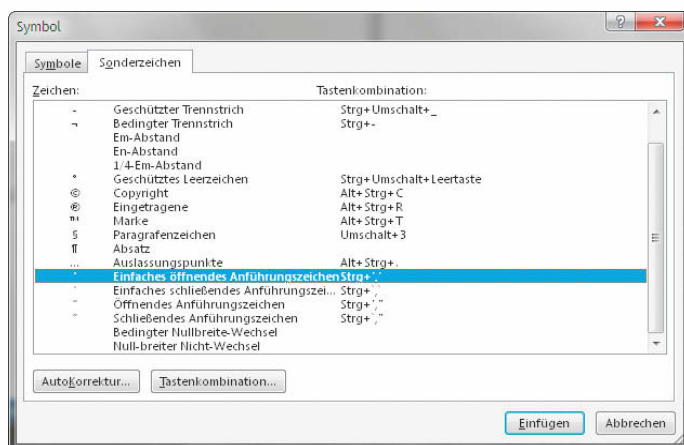 Symbol
Symbole Sonderzeichen
Zeichen: Tastenkombination:
- Geschützter Trennstrich Strg+Umschalt+_
¬ Bedingter Trennstrich Strg+-
Em-Abstand
En-Abstand
1/4-Em-Abstand
° Geschütztes Leerzeichen Strg+Umschalt+Leertaste
© Copyright Alt+Strg+C
® Eingetragene Alt+Strg+R
™ Marke Alt+Strg+T
§ Paragrafenzeichen Umschalt+3
¶ Absatz
... Auslassungspunkte Alt+Strg+.
Einfaches öffnendes Anführungszeichen Strg+`,`
Einfaches schließendes Anführungszei... Strg+´,´
Öffnendes Anführungszeichen Strg+`,"
Schließendes Anführungszeichen Strg+´,"
Bedingter Nullbreite-Wechsel
Null-breiter Nicht-Wechsel
AutoKorrektur... Tastenkombination...
Einfügen Abbrechen